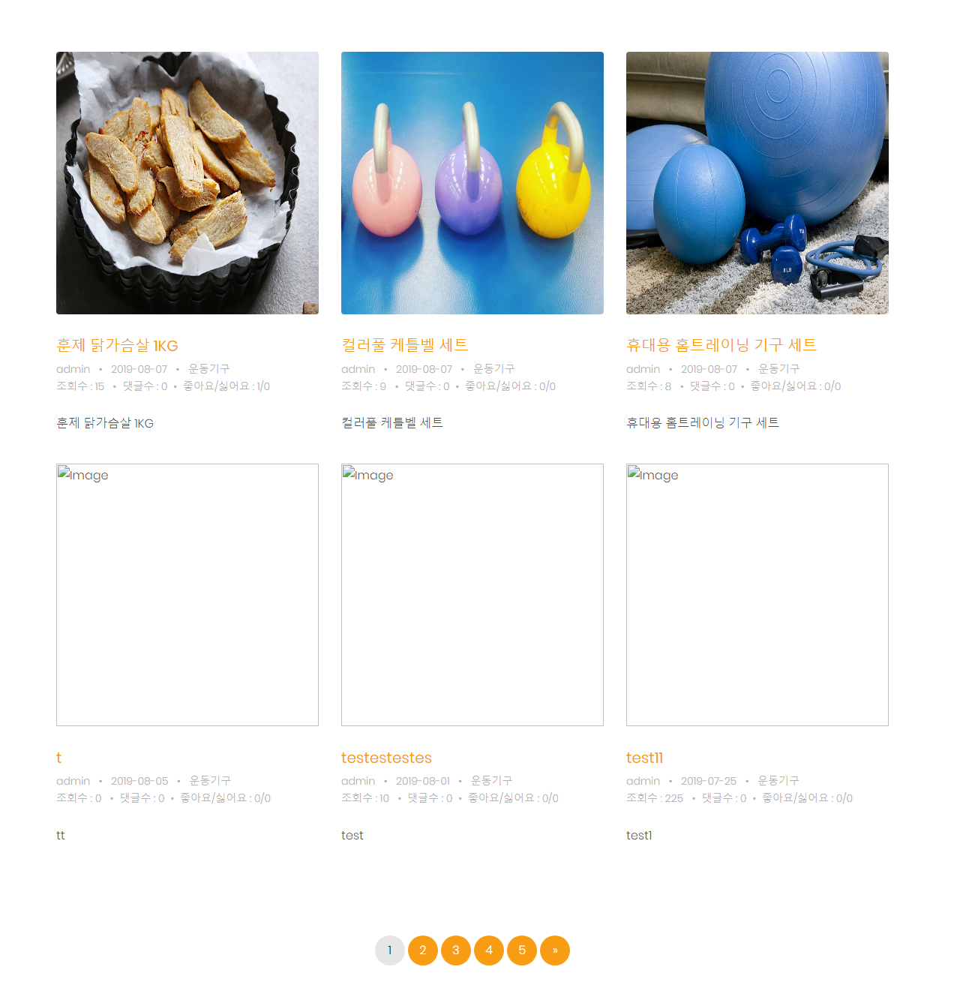 훈제 닭가슴살 1KG
admin • 2019-08-07 • 운동기구
조회수 : 15 • 댓글수 : 0 • 좋아요/싫어요 : 1/0
훈제 닭가슴살 1KG
컬러풀 케틀벨 세트
admin • 2019-08-07 • 운동기구
조회수 : 9 • 댓글수 : 0 • 좋아요/싫어요 : 0/0
컬러풀 케틀벨 세트
8LB
휴대용 홈트레이닝 기구 세트
admin • 2019-08-07 • 운동기구
조회수 : 8 • 댓글수 : 0 • 좋아요/싫어요 : 0/0
휴대용 홈트레이닝 기구 세트
Image
t
admin • 2019-08-05 • 운동기구
조회수 : 0 • 댓글수 : 0 • 좋아요/싫어요 : 0/0
tt
Image
testestestes
admin • 2019-08-01 • 운동기구
조회수 : 10 • 댓글수 : 0 • 좋아요/싫어요 : 0/0
test
Image
test11
admin • 2019-07-25 • 운동기구
조회수 : 225 • 댓글수 : 0 • 좋아요/싫어요 : 0/0
test1
1 2 3 4 5 »